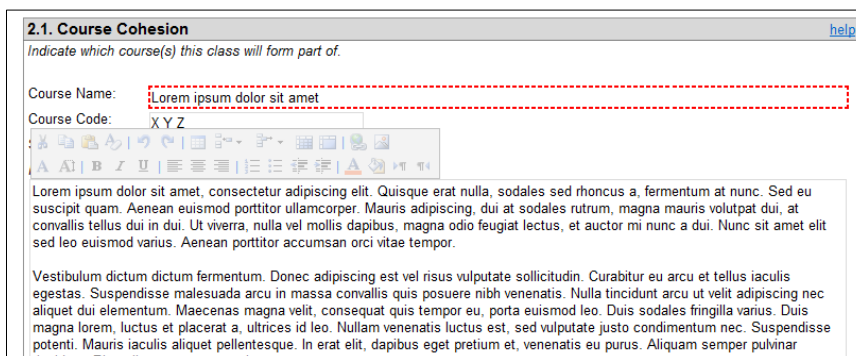 2.1. Course Cohesion help
Indicate which course(s) this class will form part of.
Course Name: Lorem ipsum dolor sit amet
Course Code: X Y Z
Lorem ipsum dolor sit amet, consectetur adipiscing elit. Quisque erat nulla, sodales sed rhoncus a, fermentum at nunc. Sed eu
suscipit quam. Aenean euismod porttitor ullamcorper. Mauris adipiscing, dui at sodales rutrum, magna mauris volutpat dui, at
convallis tellus dui in dui. Ut viverra, nulla vel mollis dapibus, magna odio feugiat lectus, et auctor mi nunc a dui. Nunc sit amet elit
sed leo euismod varius. Aenean porttitor accumsan orci vitae tempor.
Vestibulum dictum dictum fermentum. Donec adipiscing est vel risus vulputate sollicitudin. Curabitur eu arcu et tellus iaculis
egestas. Suspendisse malesuada arcu in massa convallis quis posuere nibh venenatis. Nulla tincidunt arcu ut velit adipiscing nec
aliquet dui elementum. Maecenas magna velit, consequat quis tempor eu, porta euismod leo. Duis sodales fringilla varius. Duis
magna lorem, luctus et placerat a, ultrices id leo. Nullam venenatis luctus est, sed vulputate justo condimentum nec. Suspendisse
potenti. Mauris iaculis aliquet pellentesque. In erat elit, dapibus eget pretium et, venenatis eu purus. Aliquam semper pulvinar